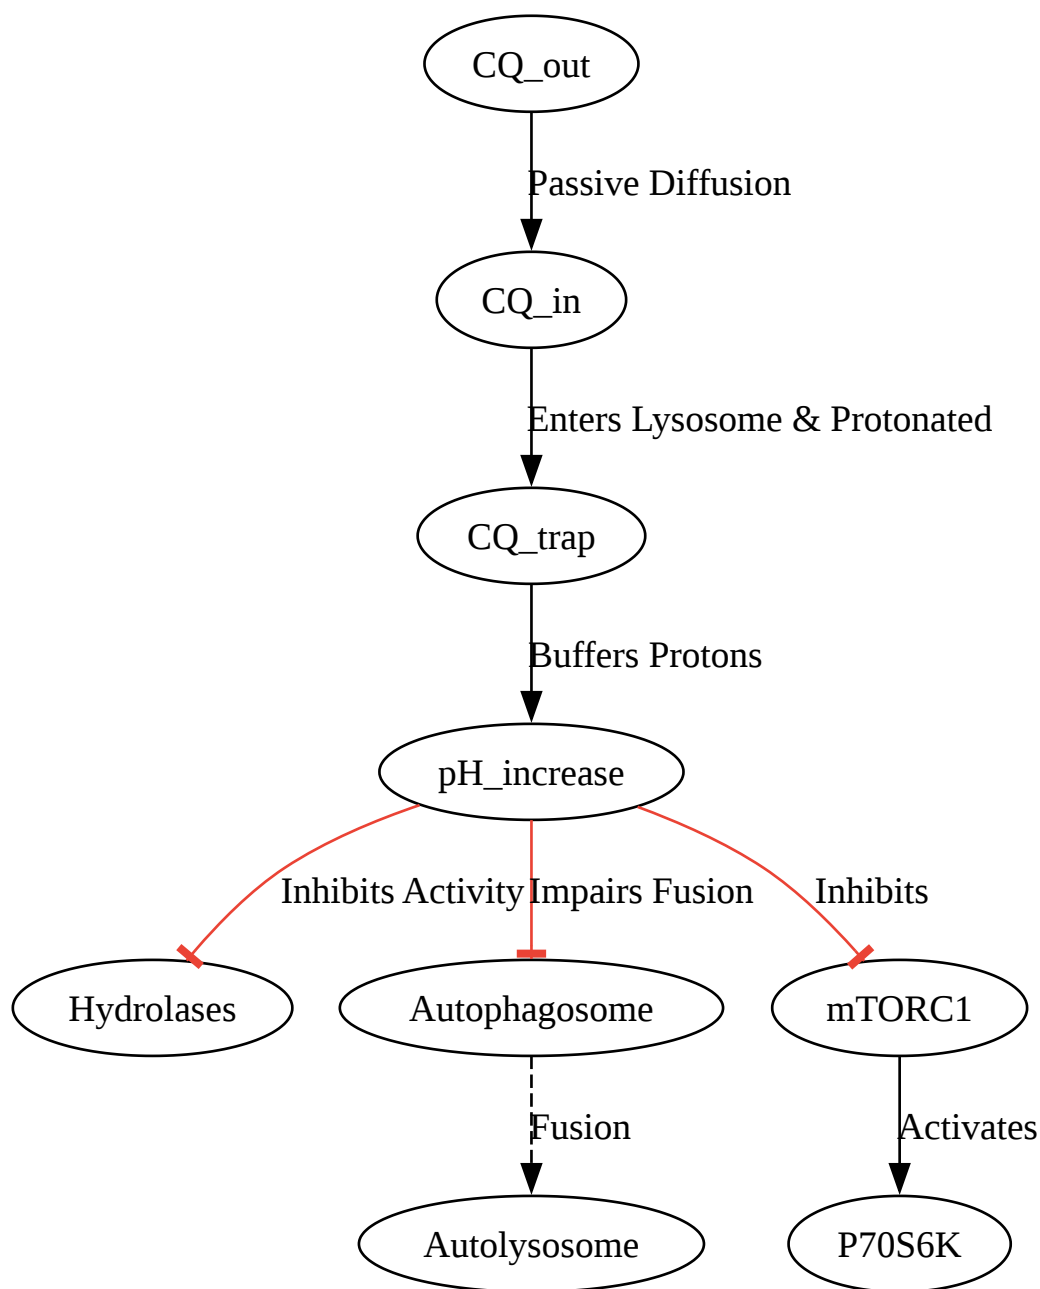 CQ_out
Passive Diffusion
CQ_in
Enters Lysosome & Protonated
CQ_trap
Buffers Protons
pH_increase
Inhibits Activity
Impairs Fusion
Inhibits
Hydrolases
Autophagosome
mTORC1
Fusion
Activates
Autolysosome
P70S6K